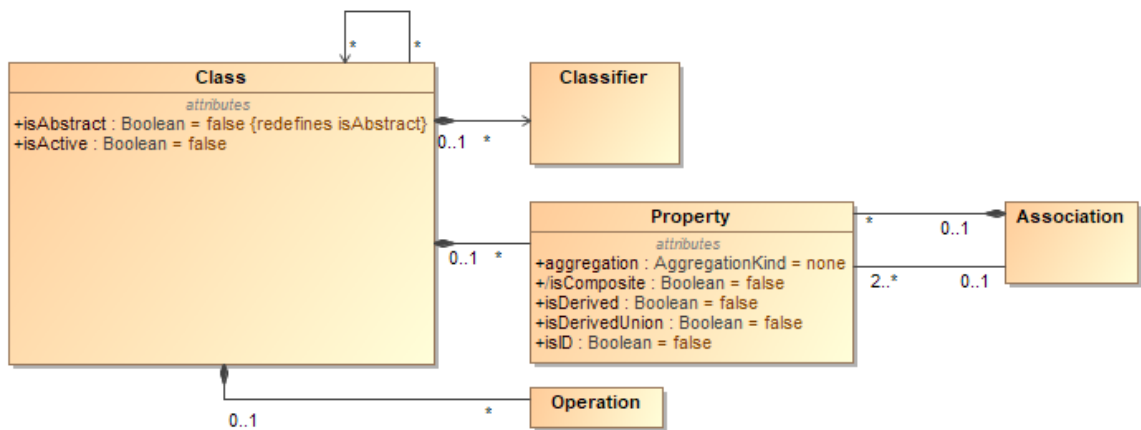 * *
Class
attributes
+isAbstract : Boolean = false {redefines isAbstract}
+isActive : Boolean = false
Classifier
0..1 *
Property
attributes
+aggregation : AggregationKind = none
+/isComposite : Boolean = false
+isDerived : Boolean = false
+isDerivedUnion : Boolean = false
+isID : Boolean = false
0..1 *
Association
* 0..1
2..* 0..1
Operation
0..1 *